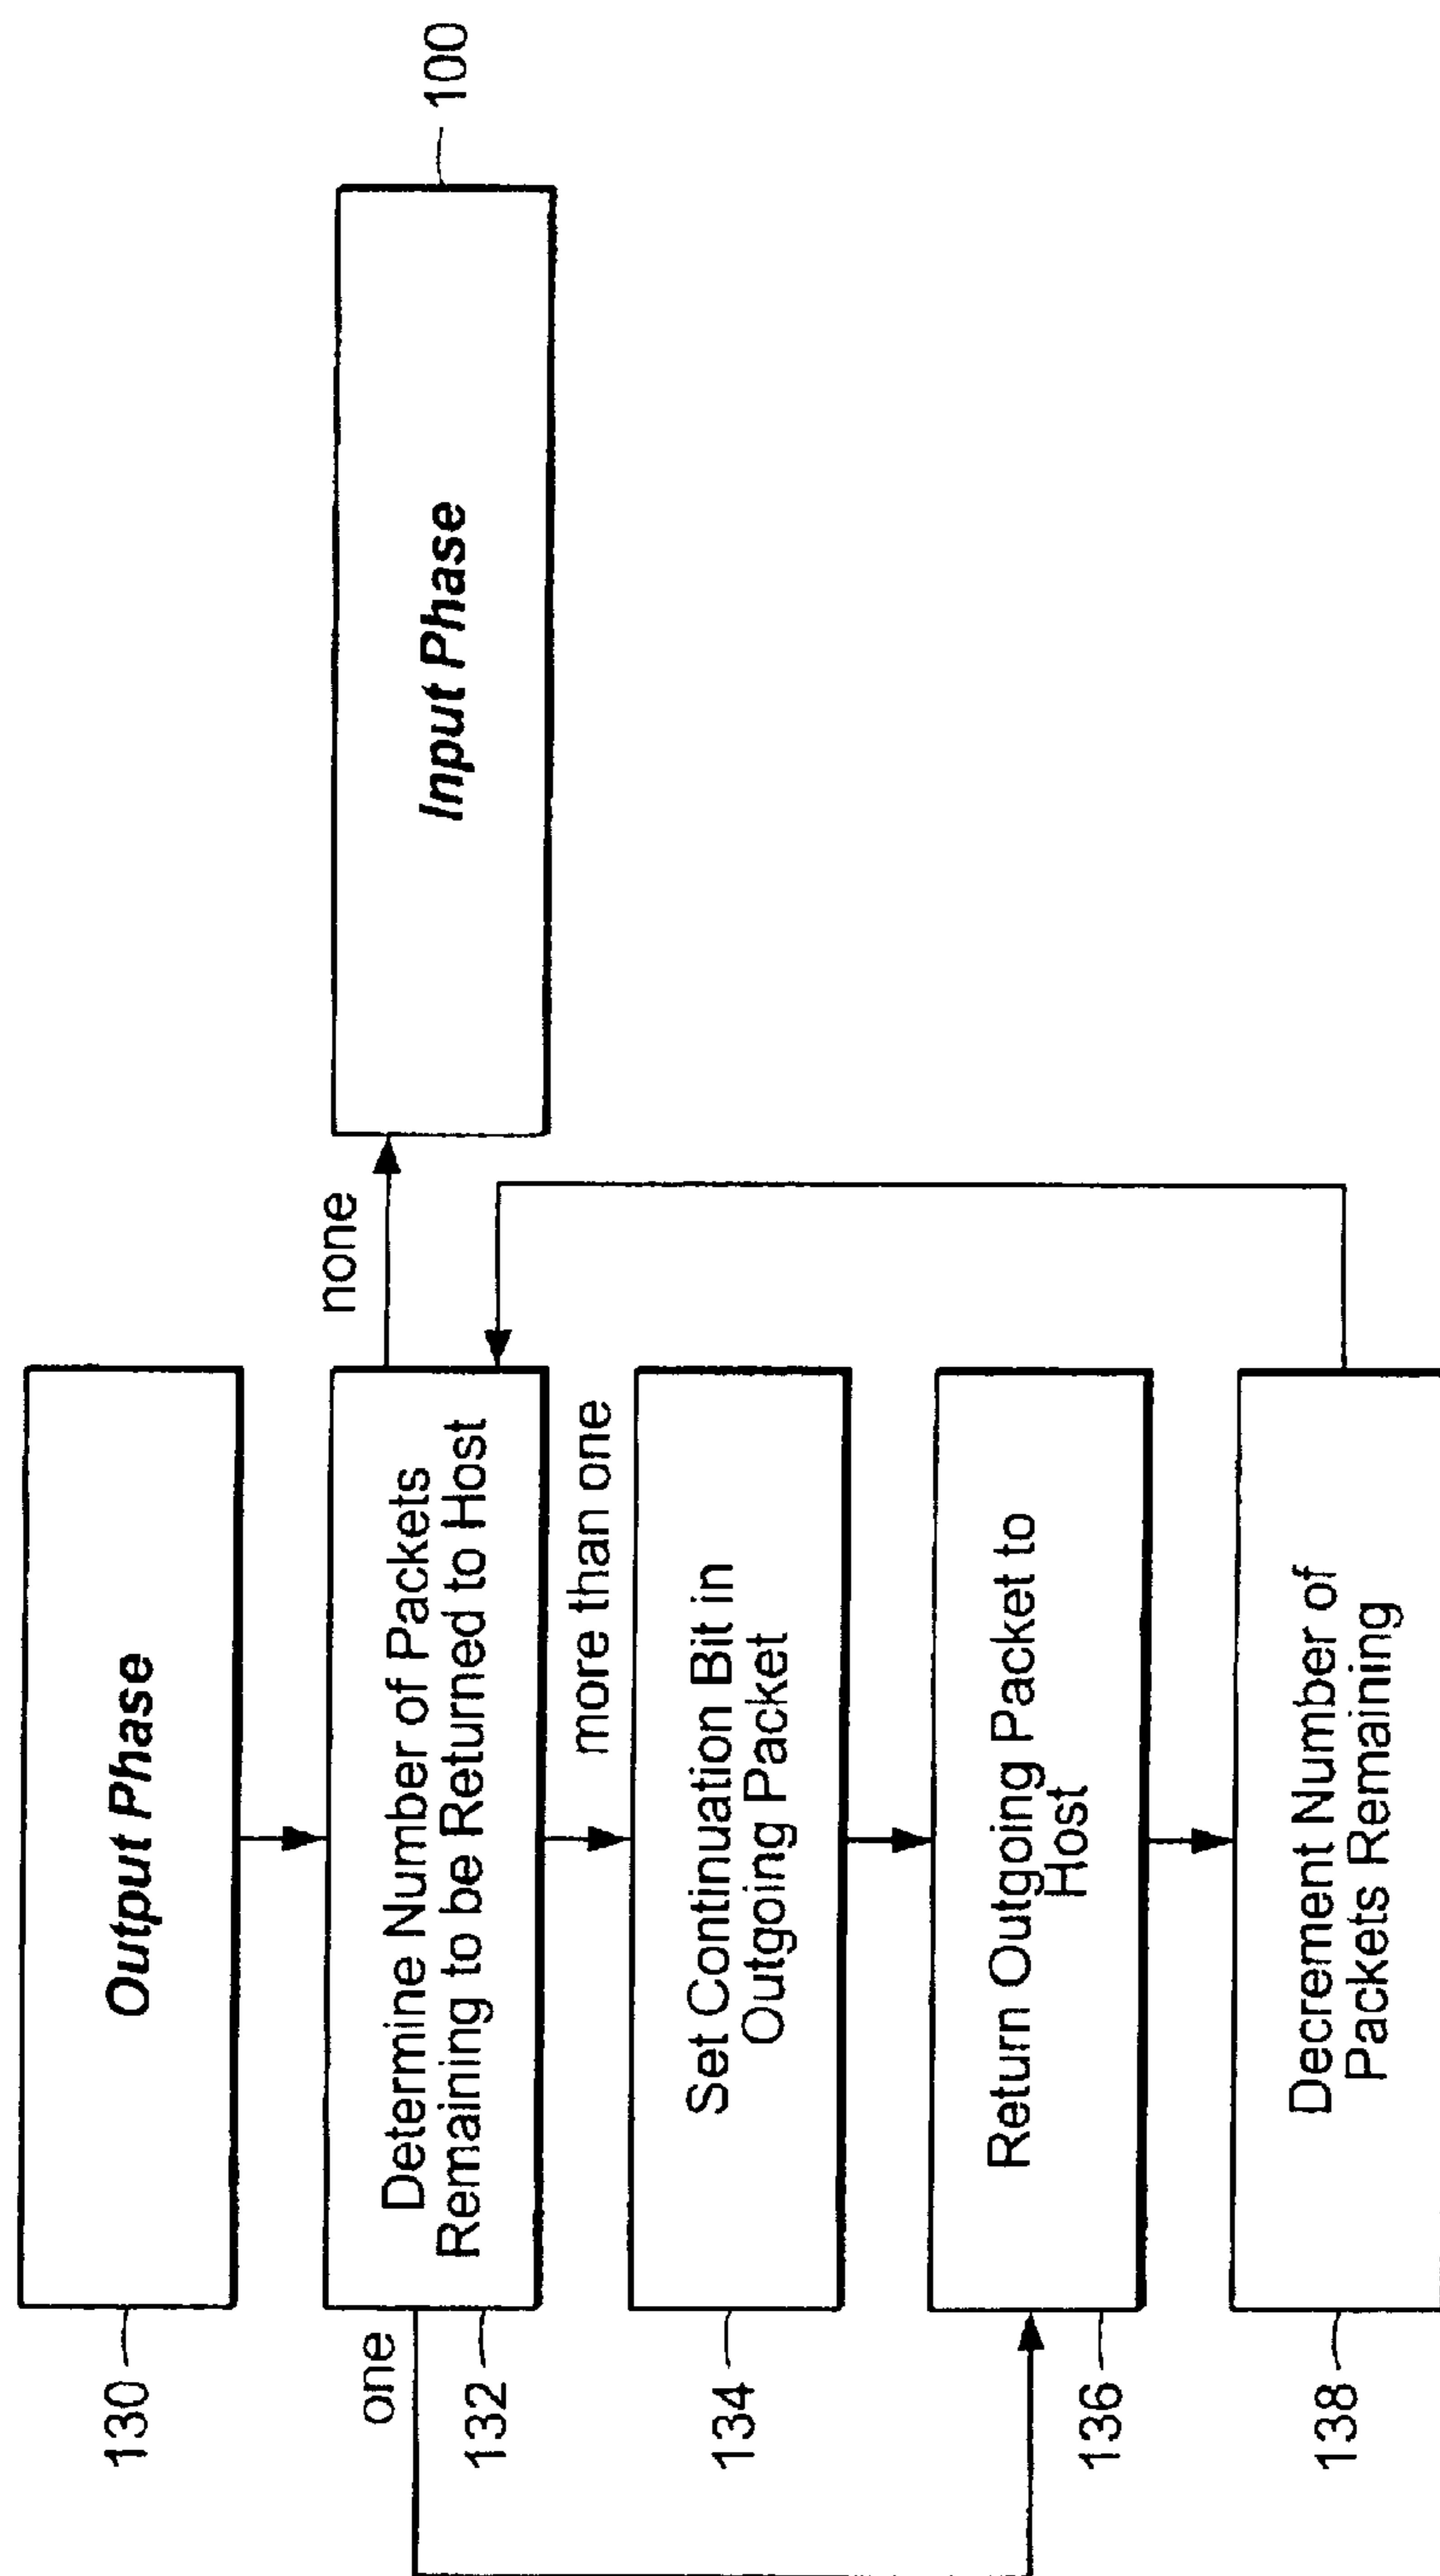 130
Output Phase
one
132
Determine Number of Packets
Remaining to be Returned to Host
none
Input Phase
100
more than one
134
Set Continuation Bit in
Outgoing Packet
136
Return Outgoing Packet to
Host
138
Decrement Number of
Packets Remaining